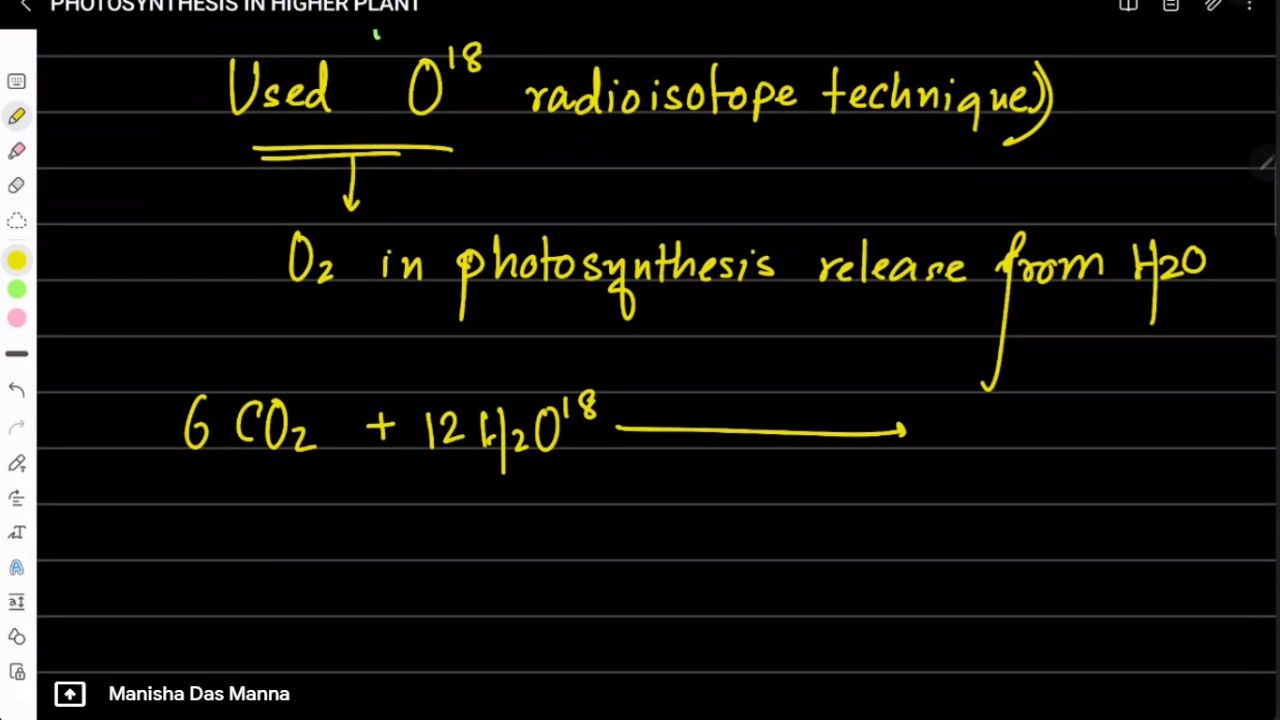 PHOTOSYNTHESIS IN HIGHER PLANT
Used O¹⁸ radioisotope technique)
O₂ in photosynthesis release from H2O
6 CO₂ + 12 H₂O¹⁸ ⟶
Manisha Das Manna